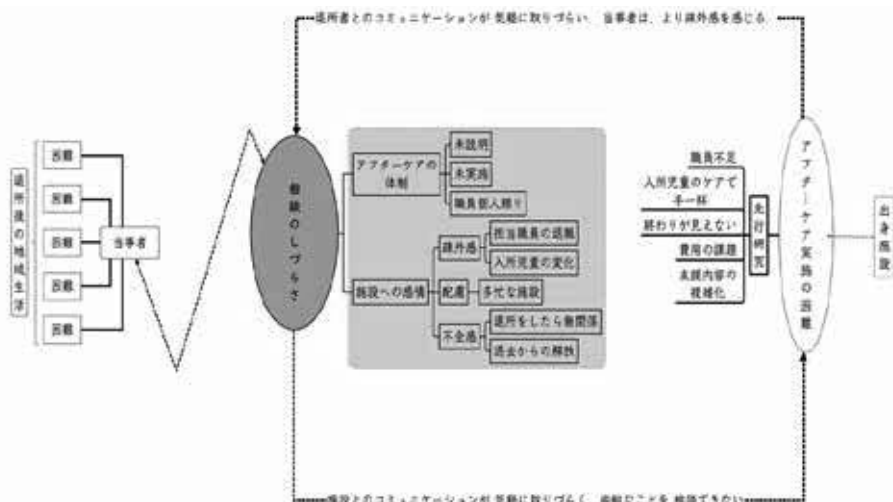 退所者とのコミュニケーションが 気軽に取りづらい、当事者は、より疎外感を感じる
退所後の地域生活
困難
困難
困難
困難
困難
当事者
相談のしづらさ
アフターケアの
体制
未説明
未実施
職員個人頼り
施設への感情
疎外感
担当職員の退職
入所児童の変化
配慮
多忙な施設
不全感
退所をしたら無関係
過去からの解放
職員不足
入所児童のケアで
手一杯
終わりが見えない
費用の課題
支援内容の
複雑化
先行研究
アフターケア実施の困難
出身施設
施設とのコミュニケーションが 気軽に取りづらく、